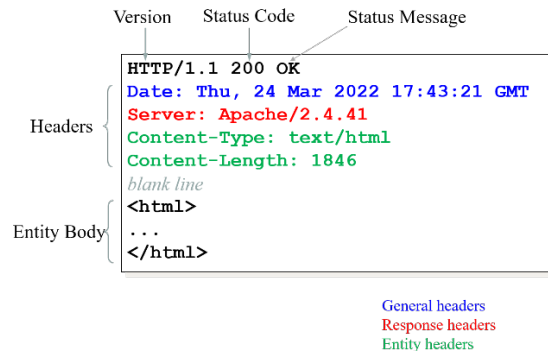 Version Status Code Status Message
HTTP/1.1 200 OK
Date: Thu, 24 Mar 2022 17:43:21 GMT
Server: Apache/2.4.41
Headers
Content-Type: text/html
Content-Length: 1846
blank line
<html>
Entity Body
...
</html>
General headers
Response headers
Entity headers